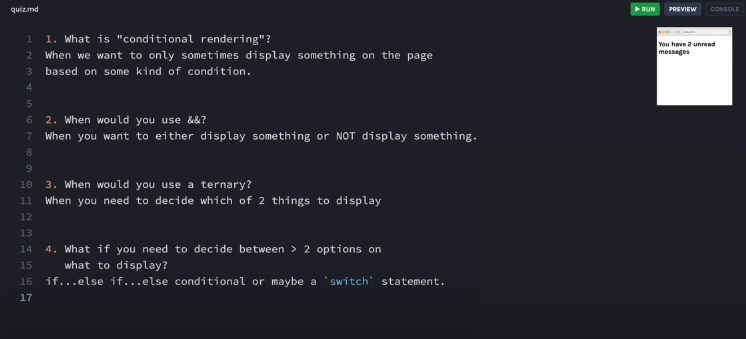 quiz.md
RUN PREVIEW CONSOLE
1 1. What is "conditional rendering"?
2 When we want to only sometimes display something on the page
3 based on some kind of condition.
4
5
6 2. When would you use &&?
7 When you want to either display something or NOT display something.
8
9
10 3. When would you use a ternary?
11 When you need to decide which of 2 things to display
12
13
14 4. What if you need to decide between > 2 options on
15 what to display?
16 if...else if...else conditional or maybe a `switch` statement.
17
You have 2 unread
messages